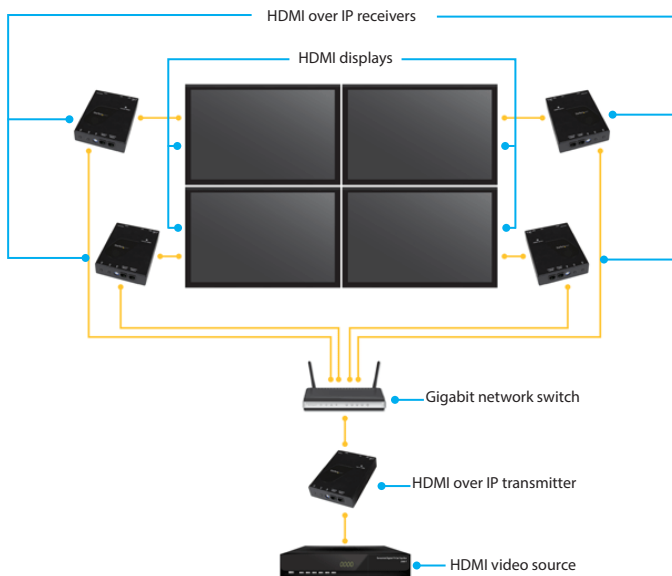 HDMI over IP receivers
HDMI displays
Gigabit network switch
HDMI over IP transmitter
HDMI video source